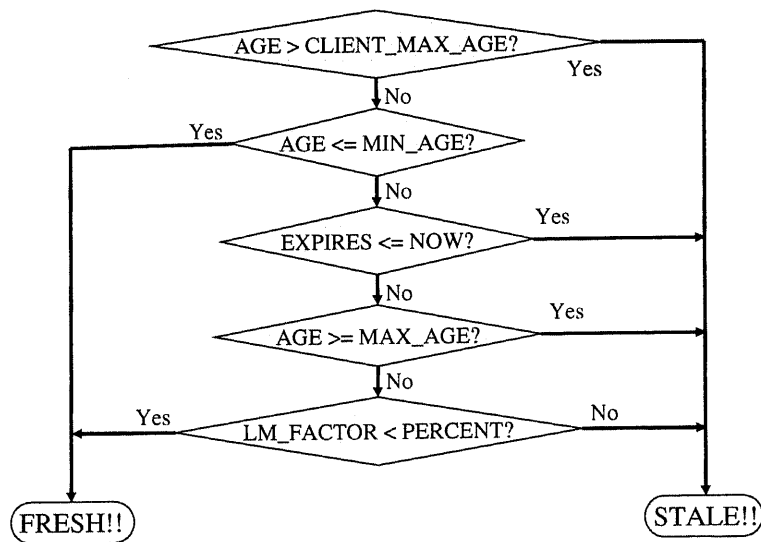 AGE > CLIENT_MAX_AGE?
Yes
No
Yes
AGE <= MIN_AGE?
No
Yes
EXPIRES <= NOW?
No
Yes
AGE >= MAX_AGE?
No
Yes
No
LM_FACTOR < PERCENT?
FRESH!!
STALE!!